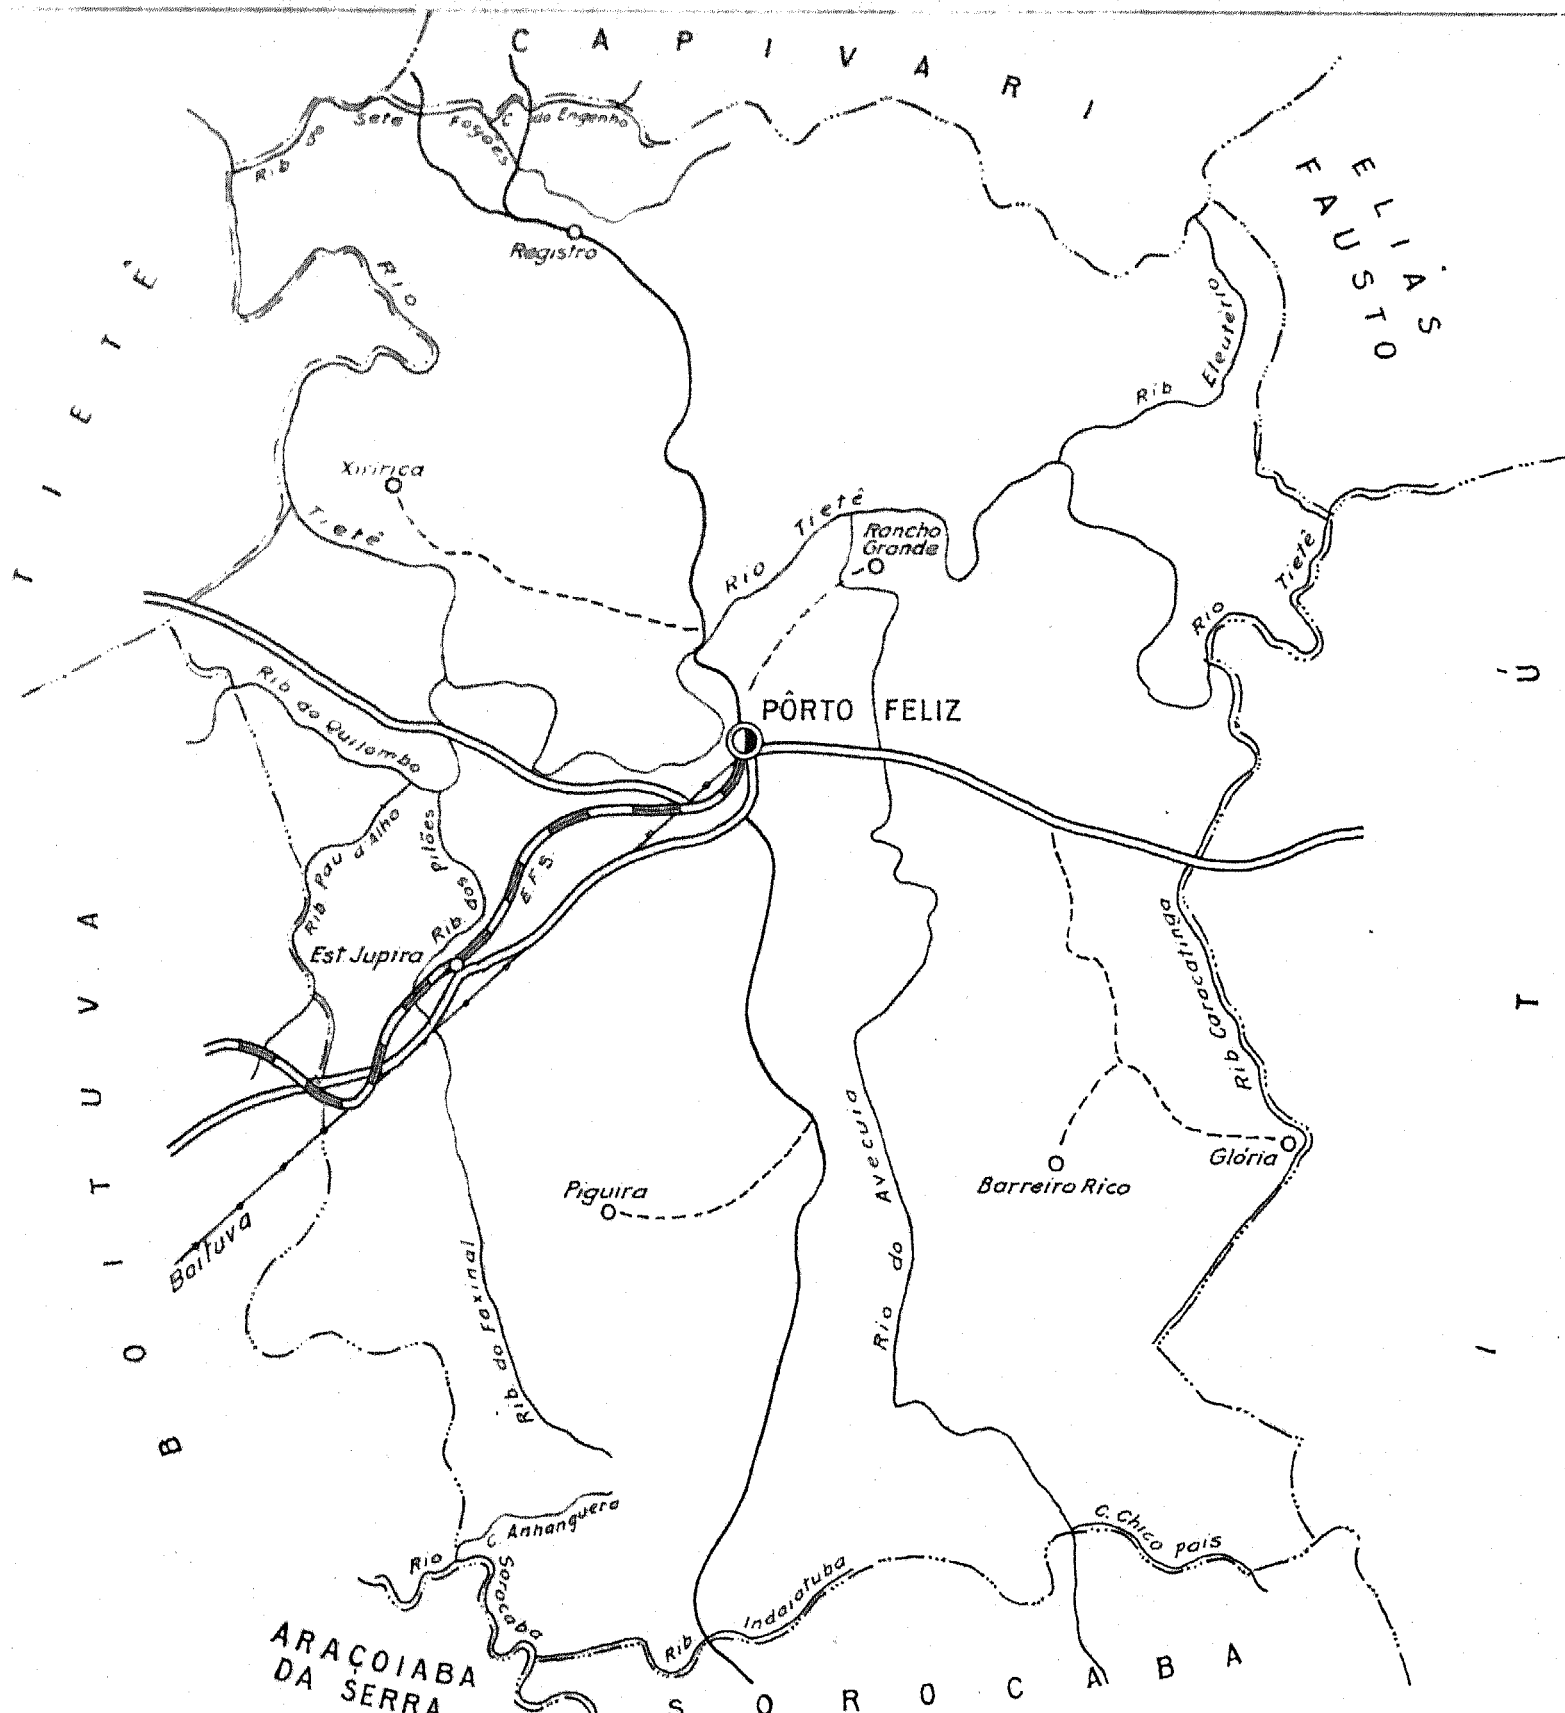 CAPIVARI
Rib do Sete Fogões
C do Engenho
ELIAS
FAUSTO
Registro
Rio
TIETÊ
Rib Eleuterio
Xiririca
Tietê
Rio Tietê
Rancho
Grande
Rio Tietê
Rib do Quilombo
PÔRTO FELIZ
Rib Pau d Alho
Rib dos Pilões
E.F.S.
Est. Jupira
Rib Caracatinga
ITÚ
BOITUVA
Rio do Avecuia
Piguira
Barreiro Rico
Glória
Boituva
Rib do Faxinal
C. Anhanguera
Rio Sorocaba
C. Chico pais
Rib Indaiatuba
ARAÇOIABA
DA SERRA
SOROCABA